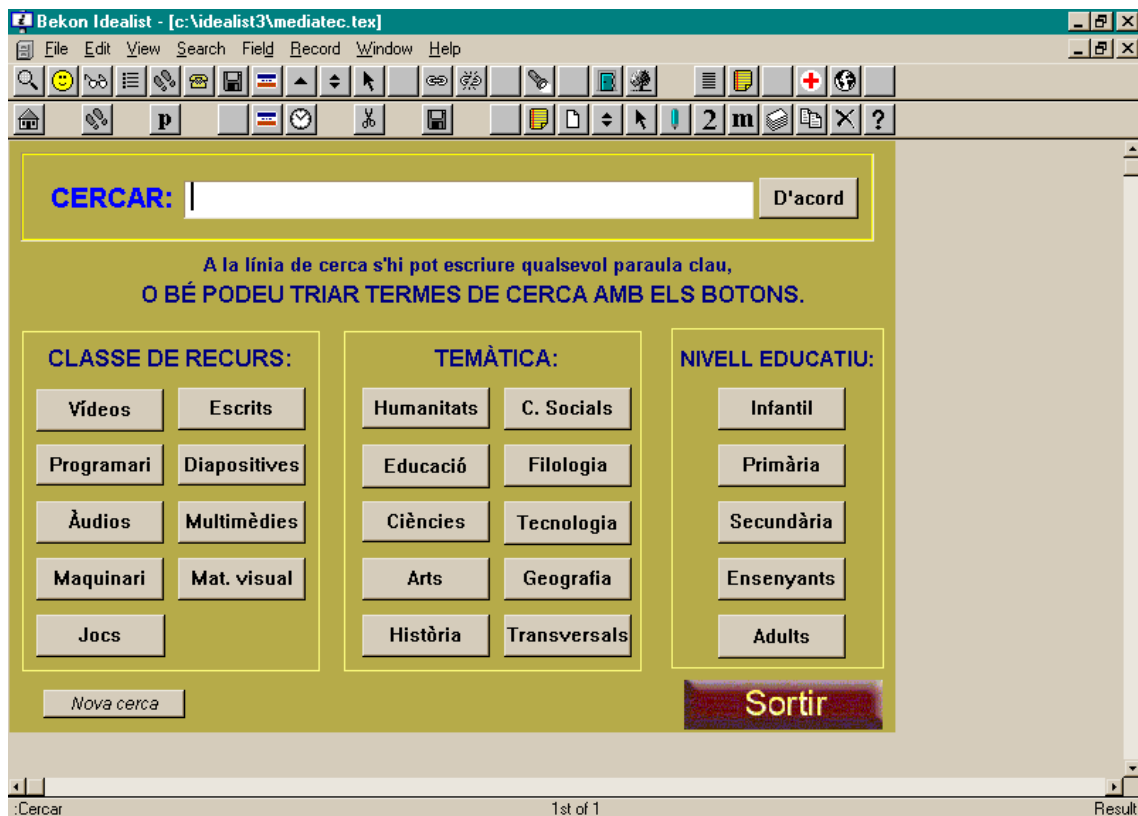 Bekon Idealist - [c:\idealist3\mediatec.tex]
File Edit View Search Field Record Window Help
p 2 m ?
CERCAR: D'acord
A la línia de cerca s'hi pot escriure qualsevol paraula clau,
O BÉ PODEU TRIAR TERMES DE CERCA AMB ELS BOTONS.
CLASSE DE RECURS:
Vídeos Escrits
Programari Diapositives
Àudios Multimèdies
Maquinari Mat. visual
Jocs
TEMÀTICA:
Humanitats C. Socials
Educació Filologia
Ciències Tecnologia
Arts Geografia
Història Transversals
NIVELL EDUCATIU:
Infantil
Primària
Secundària
Ensenyants
Adults
Nova cerca
Sortir
:Cercar 1st of 1 Result